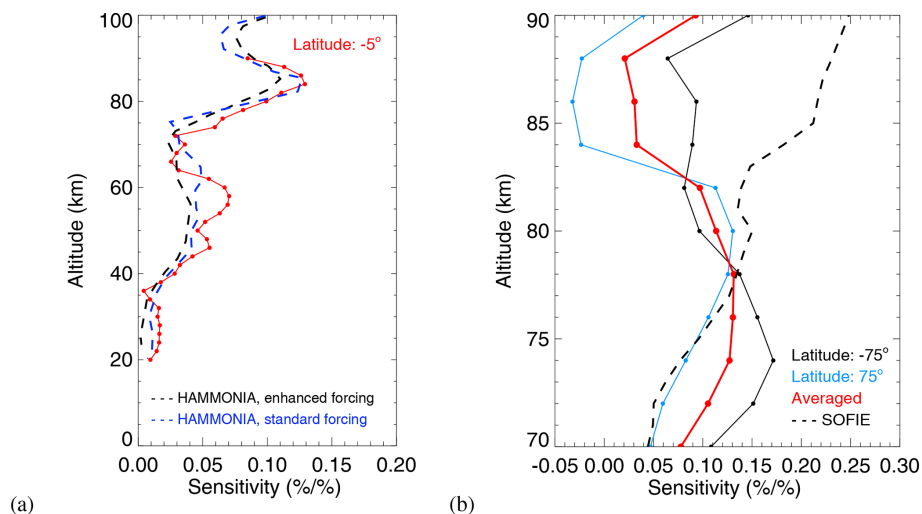 100
80
60
40
20
0
Altitude (km)
Latitude: -5°
HAMMONIA, enhanced forcing
HAMMONIA, standard forcing
0.00 0.05 0.10 0.15 0.20
Sensitivity (%/%)
(a)
90
85
80
75
70
Altitude (km)
Latitude: -75°
Latitude: 75°
Averaged
SOFIE
-0.05 0.00 0.05 0.10 0.15 0.20 0.25 0.30
Sensitivity (%/%)
(b)